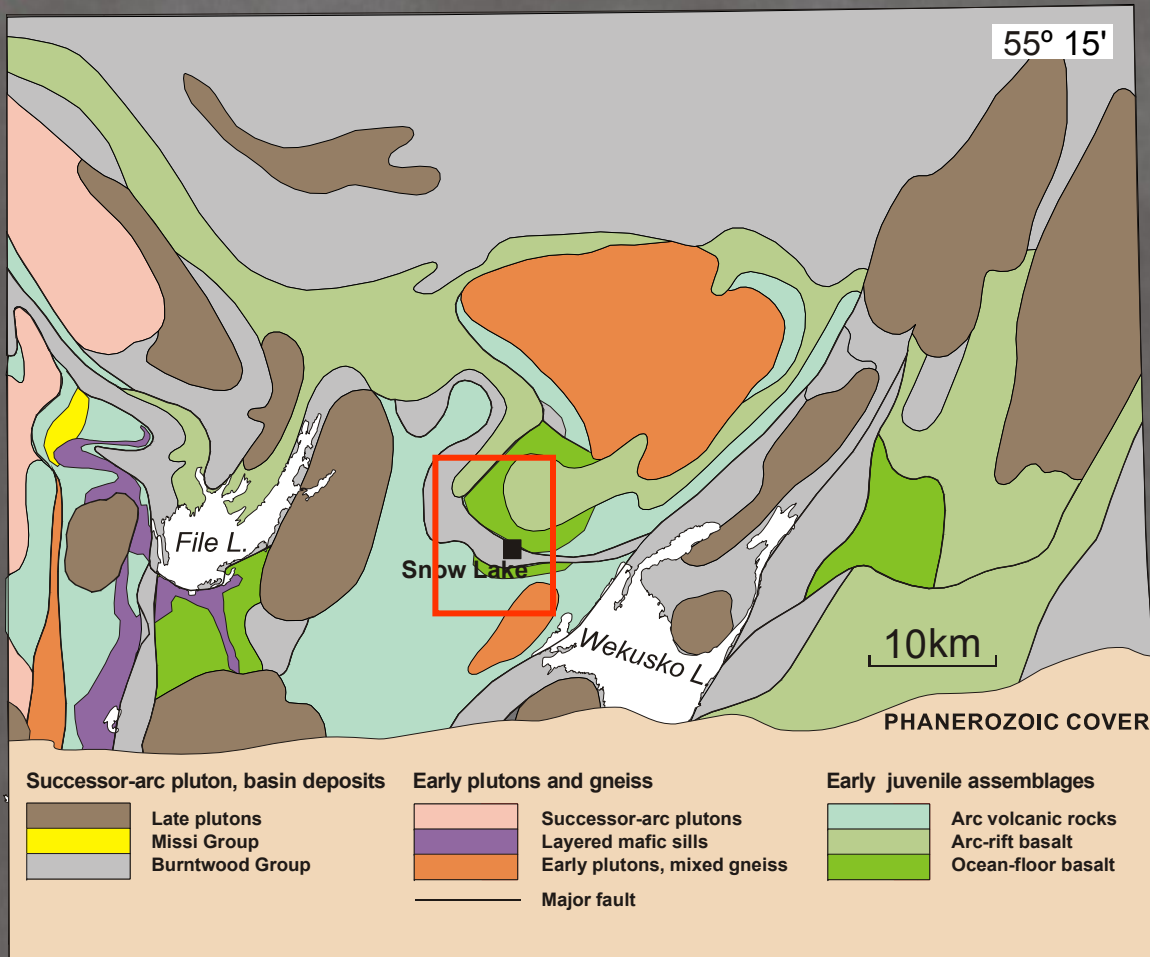 55º 15'
File L.
Snow Lake
Wekusko L.
10km
PHANEROZOIC COVER
Successor-arc pluton, basin deposits
Late plutons
Missi Group
Burntwood Group
Early plutons and gneiss
Successor-arc plutons
Layered mafic sills
Early plutons, mixed gneiss
Major fault
Early juvenile assemblages
Arc volcanic rocks
Arc-rift basalt
Ocean-floor basalt